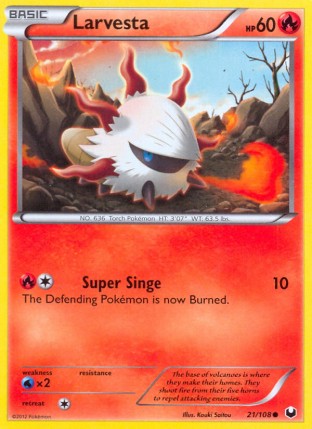 BASIC
Larvesta HP60
NO. 636 Torch Pokémon HT. 3'07" WT. 63.5 lbs.
Super Singe 10
The Defending Pokémon is now Burned.
weakness resistance
×2
retreat
The base of volcanoes is where
they make their homes. They
shoot fire from their five horns
to repel attacking enemies.
©2012 Pokémon
Illus. Kouki Saitou 21/108